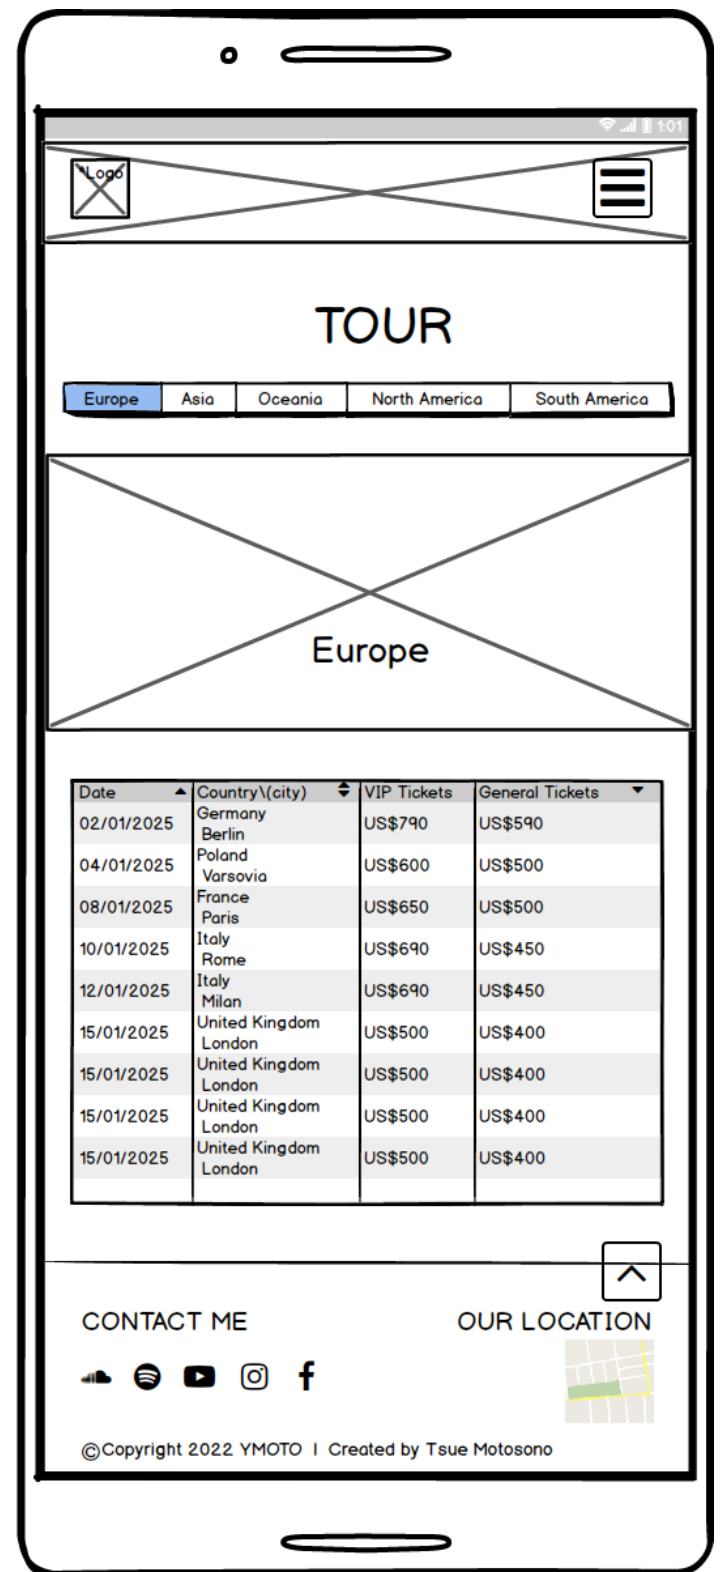 1:01
*Logo
TOUR
Europe Asia Oceania North America South America
Europe
Date Country\(city) VIP Tickets General Tickets
02/01/2025 Germany US$790 US$590
Berlin
04/01/2025 Poland US$600 US$500
Varsovia
08/01/2025 France US$650 US$500
Paris
10/01/2025 Italy US$690 US$450
Rome
12/01/2025 Italy US$690 US$450
Milan
15/01/2025 United Kingdom US$500 US$400
London
15/01/2025 United Kingdom US$500 US$400
London
15/01/2025 United Kingdom US$500 US$400
London
15/01/2025 United Kingdom US$500 US$400
London
CONTACT ME OUR LOCATION
©Copyright 2022 YMOTO | Created by Tsue Motosono